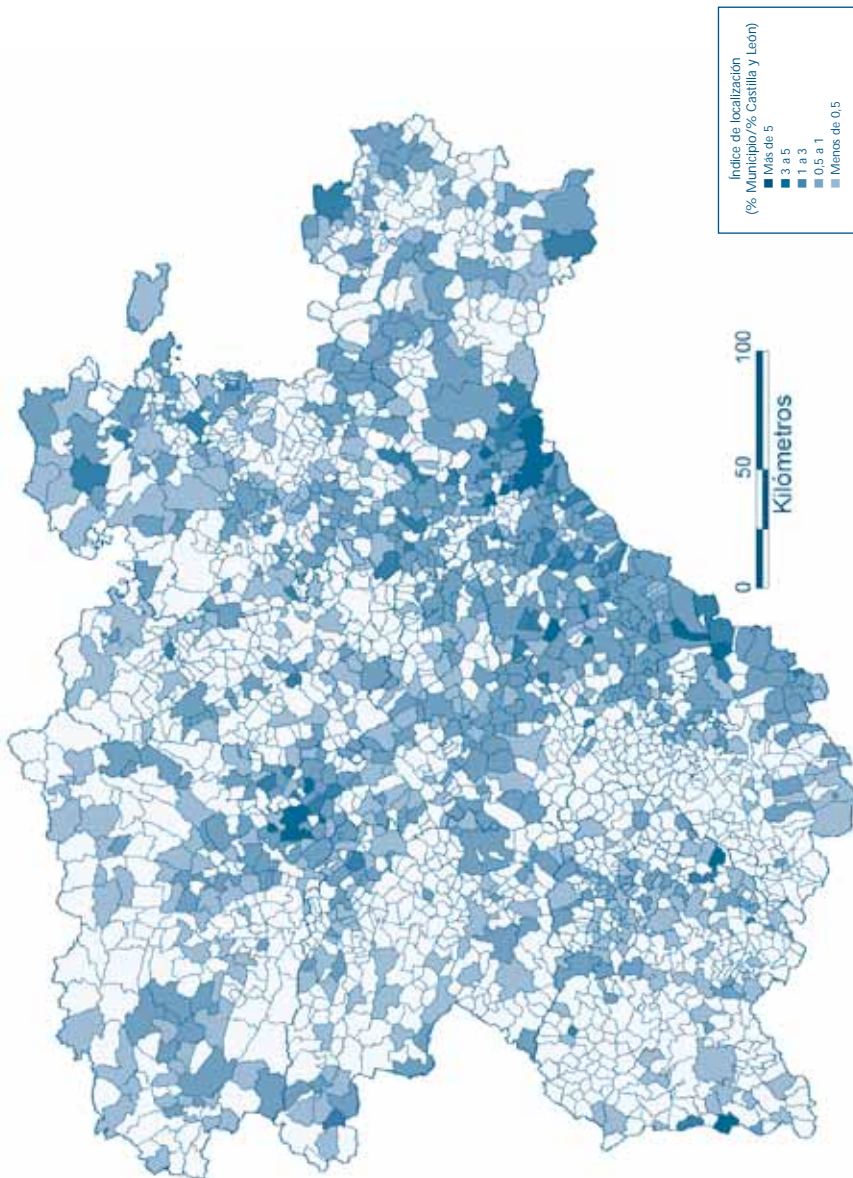 Índice de localización
(% Municipio/% Castilla y León)
Más de 5
3 a 5
1 a 3
0,5 a 1
Menos de 0,5
0 50 100
Kilómetros